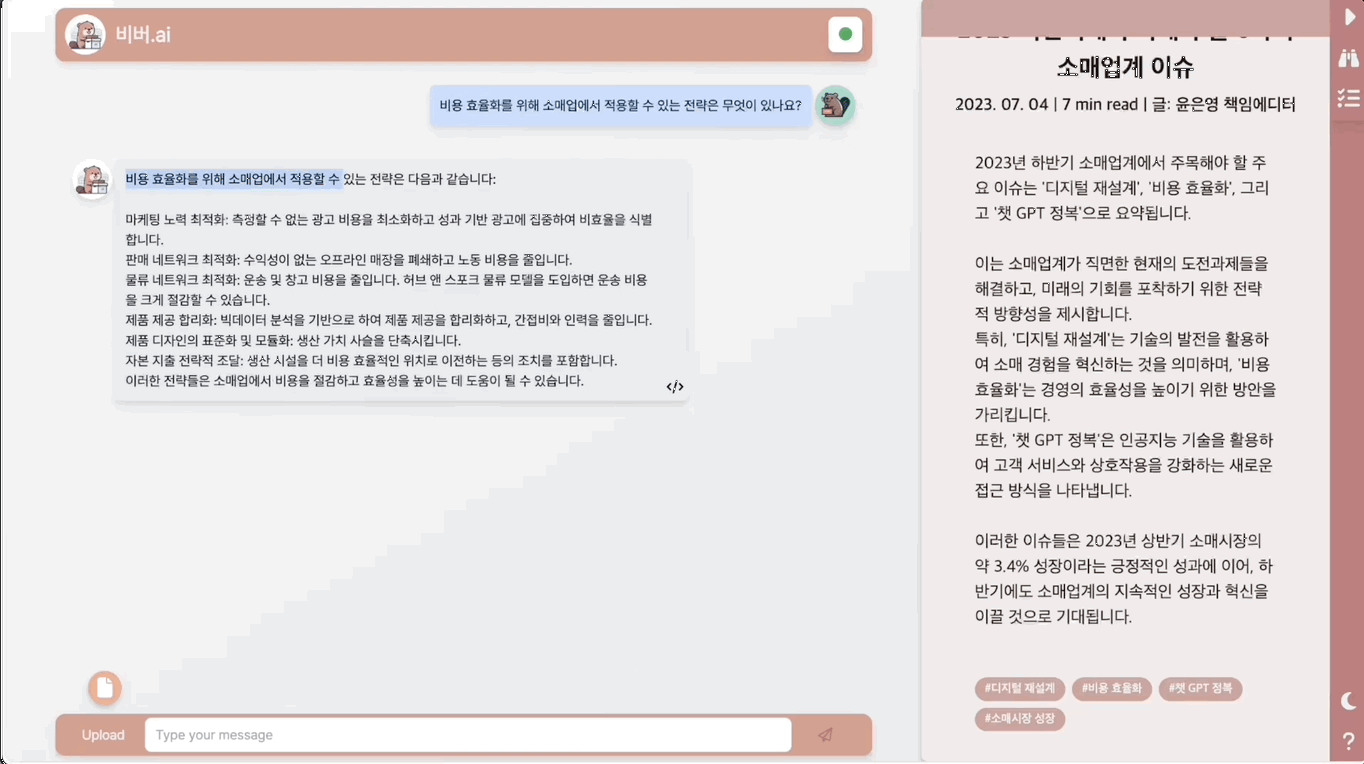 비버.ai
비용 효율화를 위해 소매업에서 적용할 수 있는 전략은 무엇이 있나요?
비용 효율화를 위해 소매업에서 적용할 수 있는 전략은 다음과 같습니다:
마케팅 노력 최적화: 측정할 수 없는 광고 비용을 최소화하고 성과 기반 광고에 집중하여 비효율을 식별
합니다.
판매 네트워크 최적화: 수익성이 없는 오프라인 매장을 폐쇄하고 노동 비용을 줄입니다.
물류 네트워크 최적화: 운송 및 창고 비용을 줄입니다. 허브 앤 스포크 물류 모델을 도입하면 운송 비용
을 크게 절감할 수 있습니다.
제품 제공 합리화: 빅데이터 분석을 기반으로 하여 제품 제공을 합리화하고, 간접비와 인력을 줄입니다.
제품 디자인의 표준화 및 모듈화: 생산 가치 사슬을 단축시킵니다.
자본 지출 전략적 조달: 생산 시설을 더 비용 효율적인 위치로 이전하는 등의 조치를 포함합니다.
이러한 전략들은 소매업에서 비용을 절감하고 효율성을 높이는 데 도움이 될 수 있습니다.
</>
Upload
Type your message
소매업계 이슈
2023. 07. 04 | 7 min read | 글: 윤은영 책임에디터
2023년 하반기 소매업계에서 주목해야 할 주
요 이슈는 '디지털 재설계', '비용 효율화', 그리
고 '챗 GPT 정복'으로 요약됩니다.
이는 소매업계가 직면한 현재의 도전과제들을
해결하고, 미래의 기회를 포착하기 위한 전략
적 방향성을 제시합니다.
특히, '디지털 재설계'는 기술의 발전을 활용하
여 소매 경험을 혁신하는 것을 의미하며, '비용
효율화'는 경영의 효율성을 높이기 위한 방안을
가리킵니다.
또한, '챗 GPT 정복'은 인공지능 기술을 활용하
여 고객 서비스와 상호작용을 강화하는 새로운
접근 방식을 나타냅니다.
이러한 이슈들은 2023년 상반기 소매시장의
약 3.4% 성장이라는 긍정적인 성과에 이어, 하
반기에도 소매업계의 지속적인 성장과 혁신을
이끌 것으로 기대됩니다.
#디지털 재설계 #비용 효율화 #챗 GPT 정복
#소매시장 성장
?